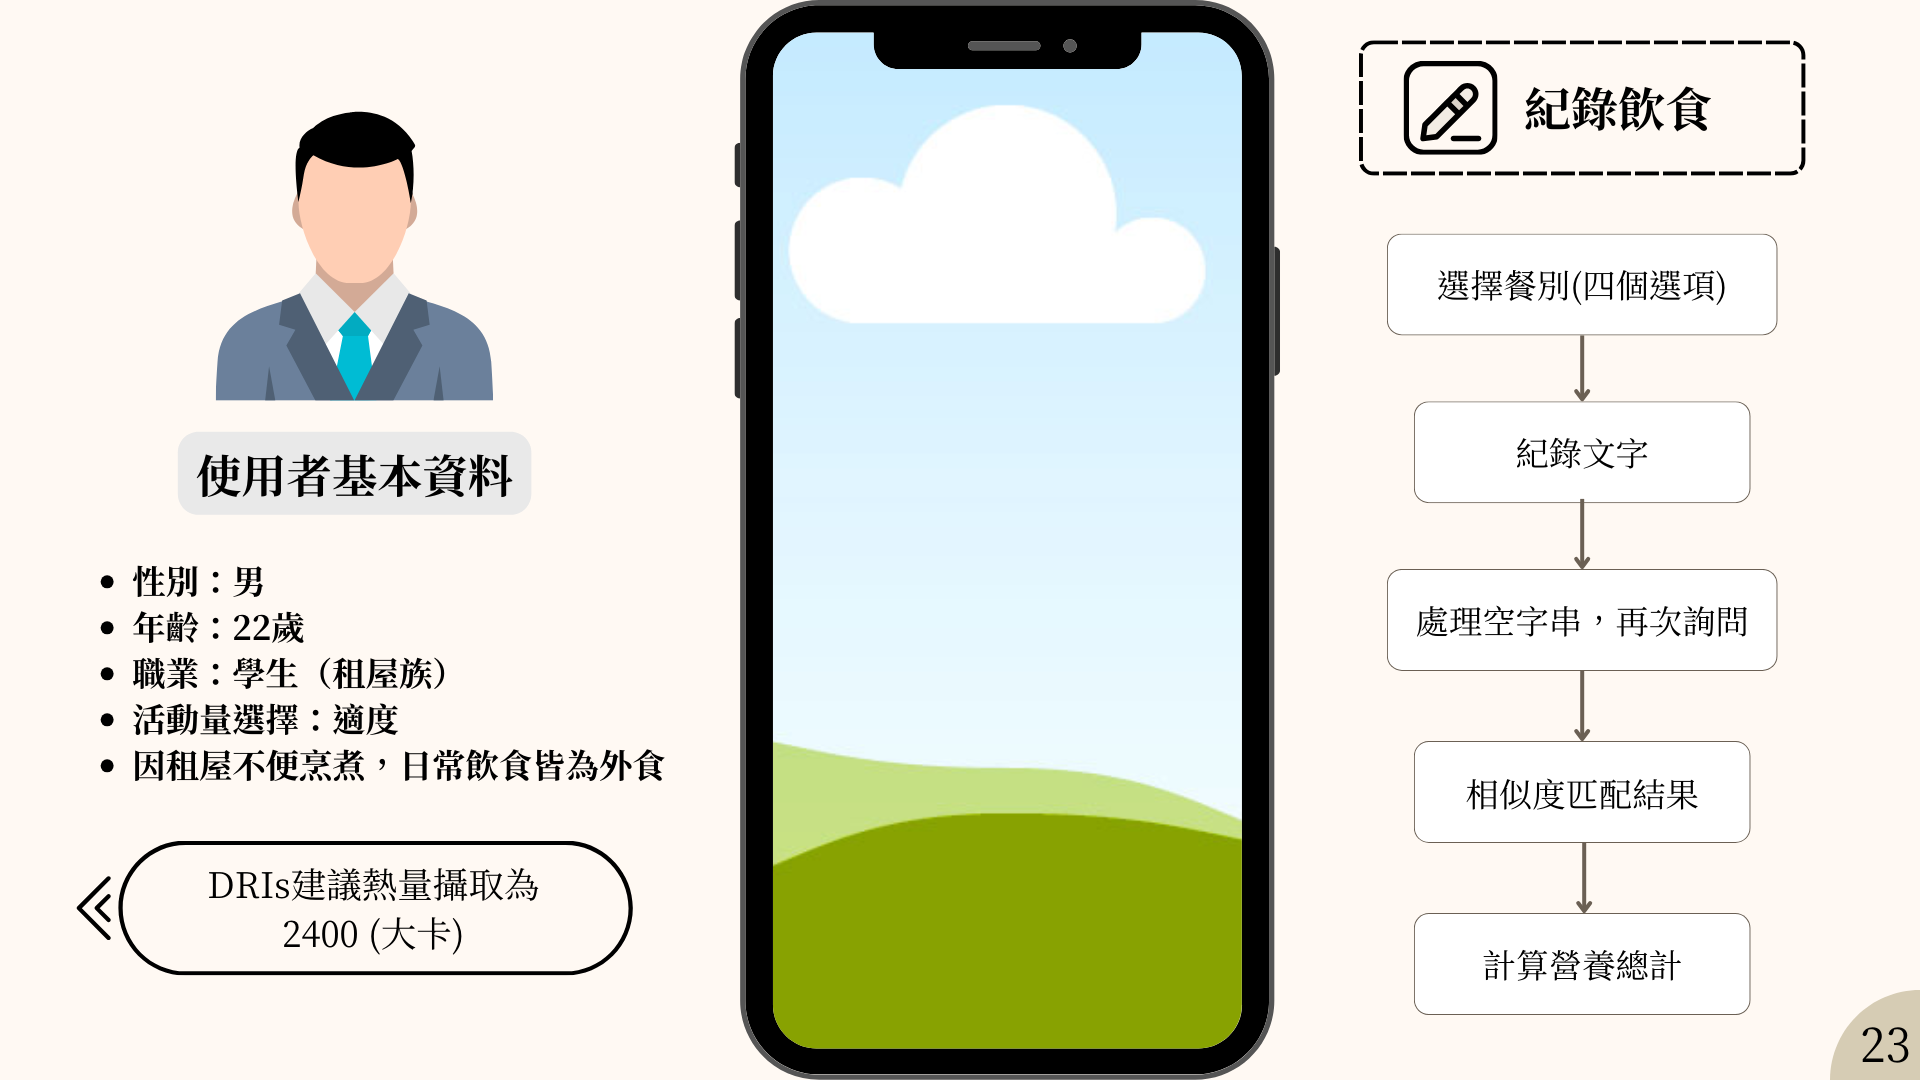 使用者基本資料
性別：男
年齡：22歲
職業：學生（租屋族）
活動量選擇：適度
因租屋不便烹煮，日常飲食皆為外食
DRIs建議熱量攝取為
2400 (大卡)
紀錄飲食
選擇餐別(四個選項)
紀錄文字
處理空字串，再次詢問
相似度匹配結果
計算營養總計
23